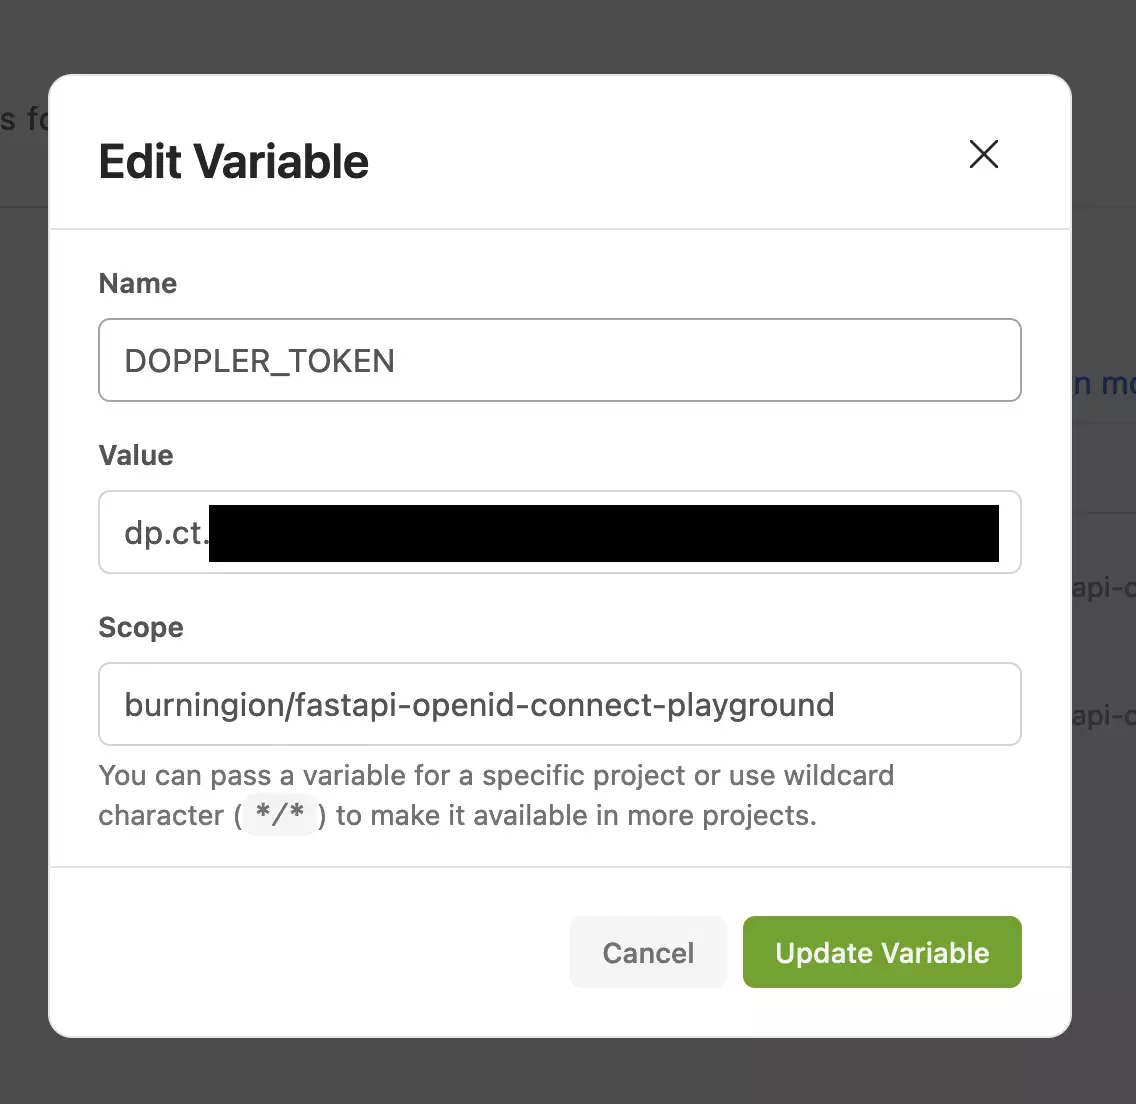 s fo
Edit Variable
Name
DOPPLER_TOKEN
n mo
Value
dp.ct.
api-c
Scope
burningion/fastapi-openid-connect-playground
api-c
You can pass a variable for a specific project or use wildcard
character ( */* ) to make it available in more projects.
Cancel
Update Variable